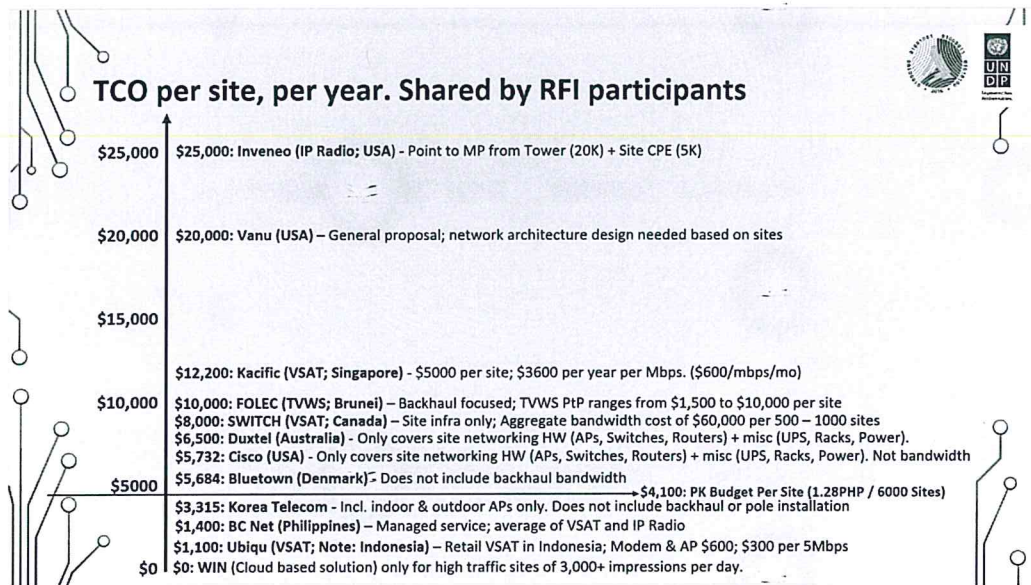 UN
DP
TCO per site, per year. Shared by RFI participants
$25,000 $25,000: Inveneo (IP Radio; USA) - Point to MP from Tower (20K) + Site CPE (5K)
$20,000 $20,000: Vanu (USA) – General proposal; network architecture design needed based on sites
$15,000
$12,200: Kacific (VSAT; Singapore) - $5000 per site; $3600 per year per Mbps. ($600/mbps/mo)
$10,000 $10,000: FOLEC (TVWS; Brunei) – Backhaul focused; TVWS PtP ranges from $1,500 to $10,000 per site
$8,000: SWITCH (VSAT; Canada) – Site infra only; Aggregate bandwidth cost of $60,000 per 500 – 1000 sites
$6,500: Duxtel (Australia) - Only covers site networking HW (APs, Switches, Routers) + misc (UPS, Racks, Power).
$5,732: Cisco (USA) - Only covers site networking HW (APs, Switches, Routers) + misc (UPS, Racks, Power). Not bandwidth
$5000 $5,684: Bluetown (Denmark) - Does not include backhaul bandwidth
$4,100: PK Budget Per Site (1.28PHP / 6000 Sites)
$3,315: Korea Telecom - Incl. indoor & outdoor APs only. Does not include backhaul or pole installation
$1,400: BC Net (Philippines) – Managed service; average of VSAT and IP Radio
$1,100: Ubiqu (VSAT; Note: Indonesia) – Retail VSAT in Indonesia; Modem & AP $600; $300 per 5Mbps
$0 $0: WIN (Cloud based solution) only for high traffic sites of 3,000+ impressions per day.